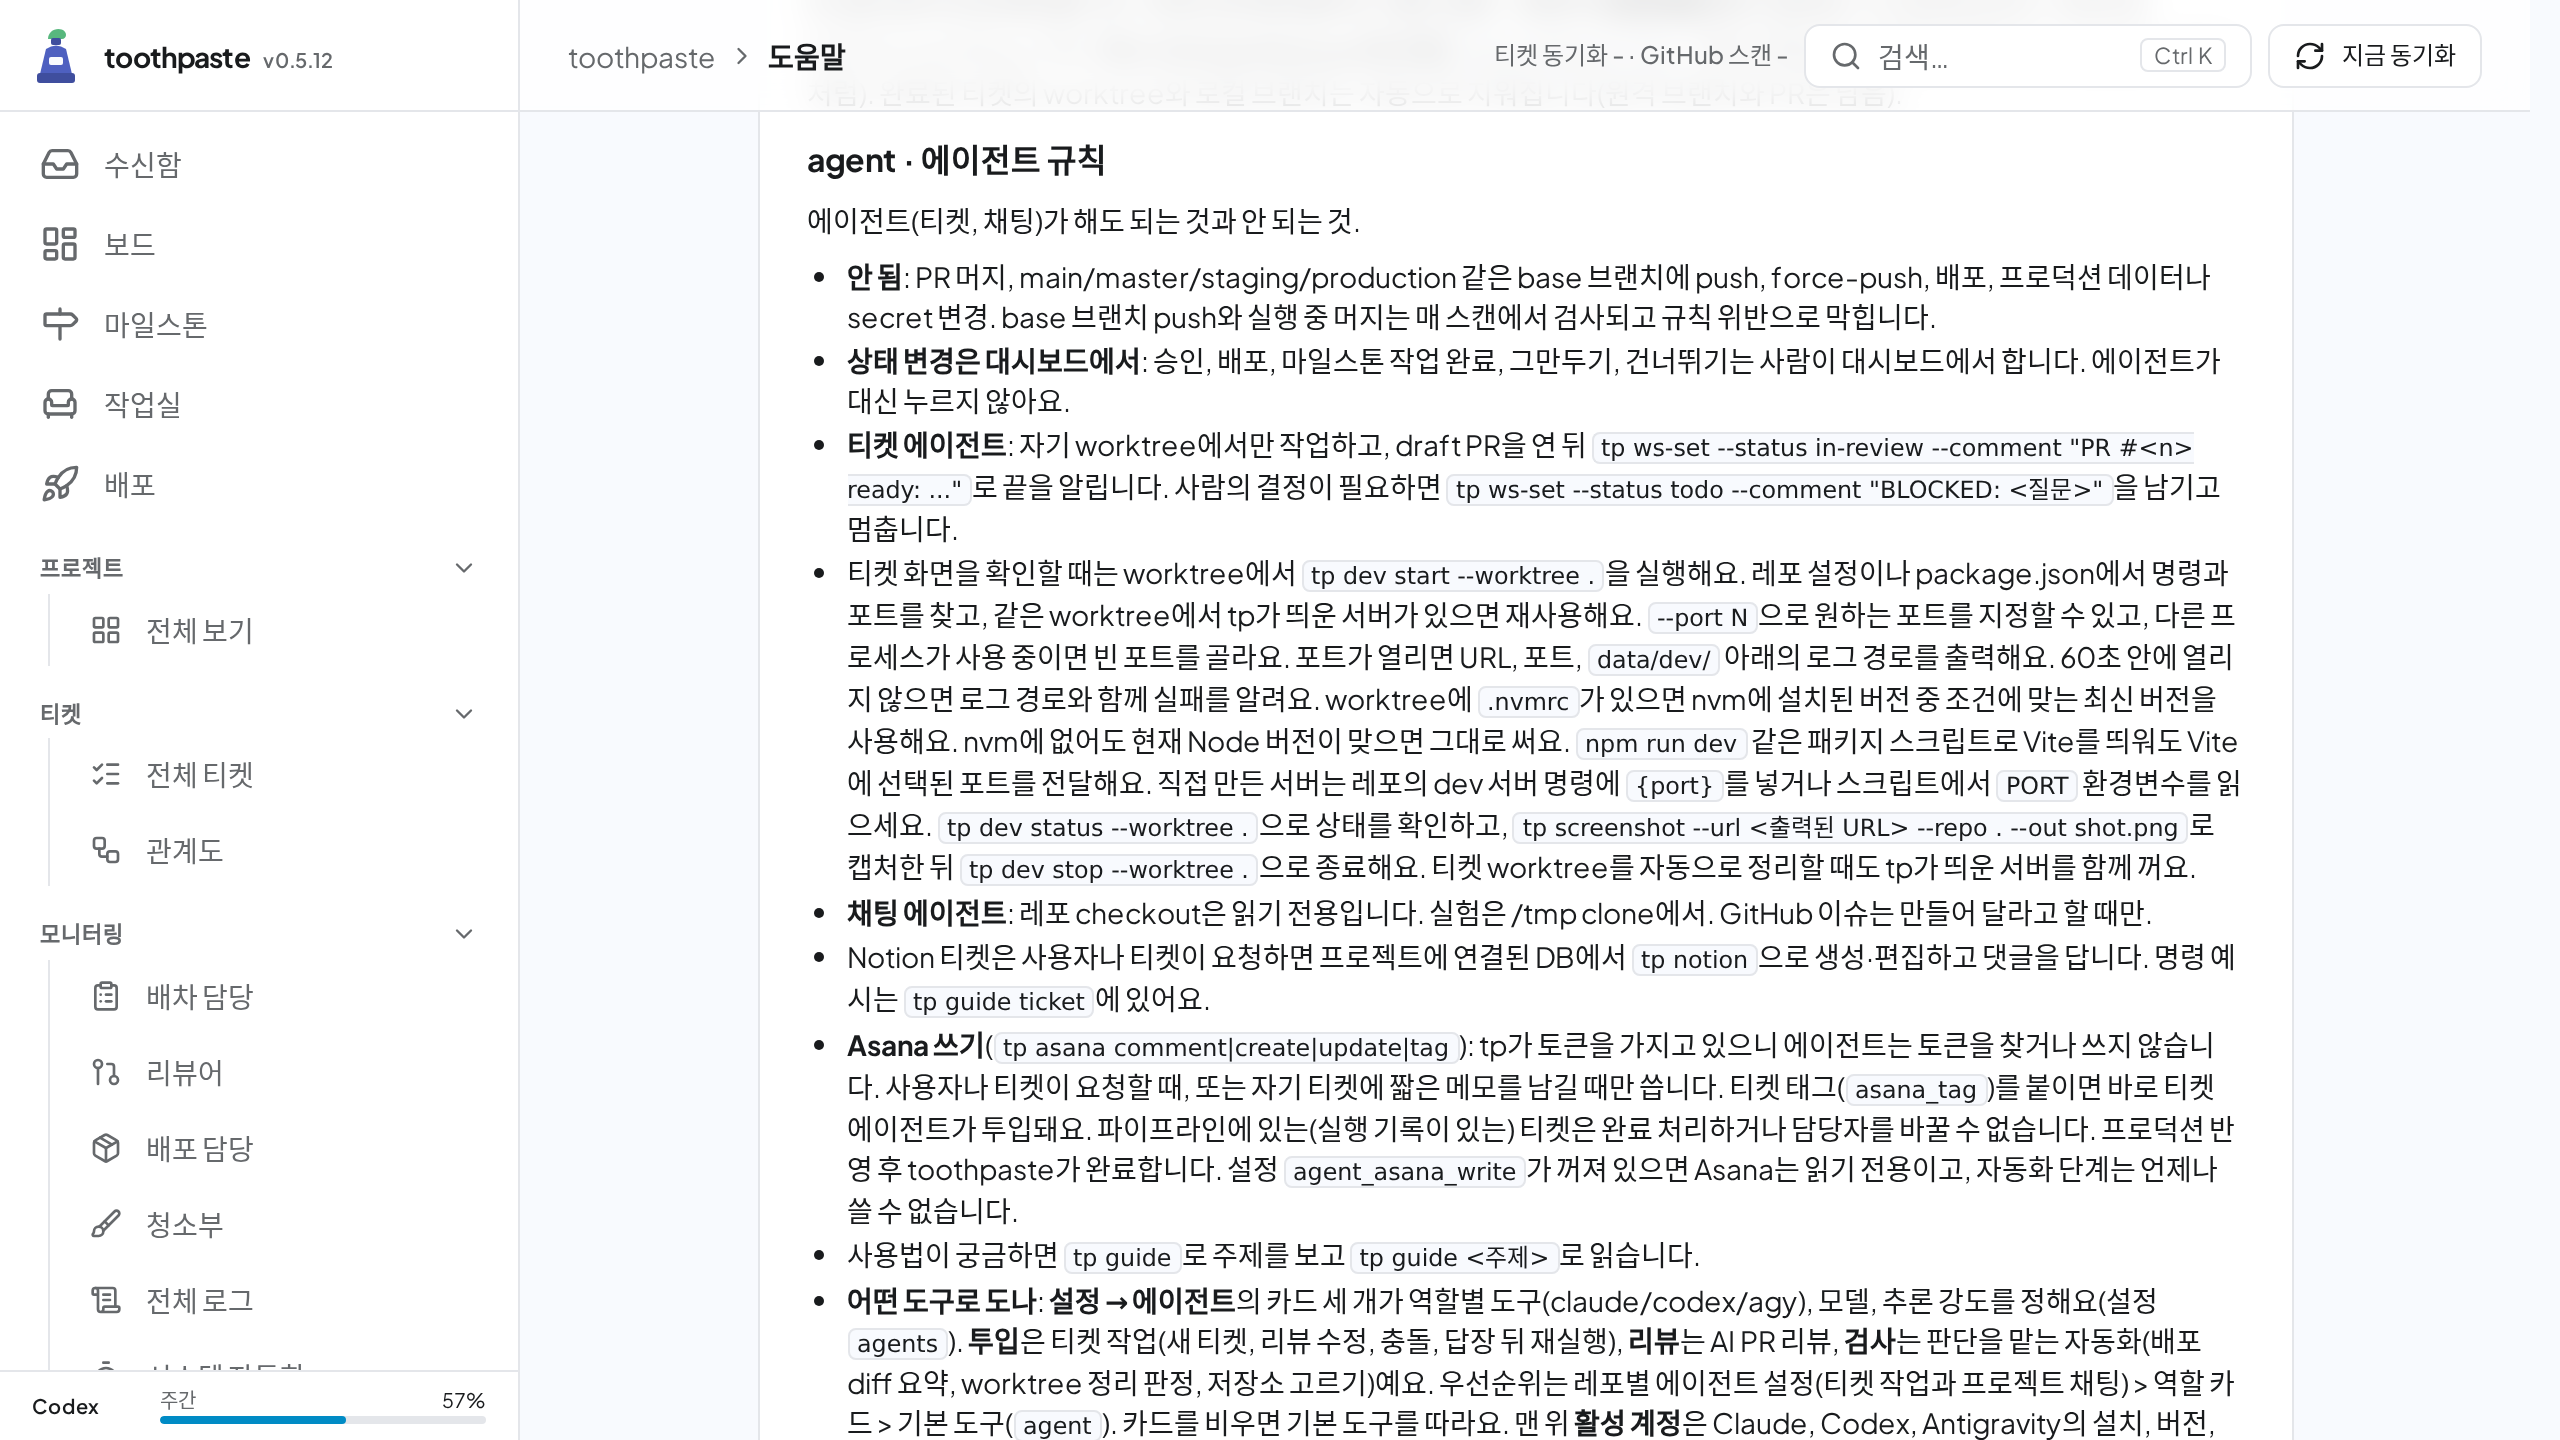 toothpaste v0.5.12
수신함
보드
마일스톤
작업실
배포
프로젝트
전체 보기
티켓
전체 티켓
관계도
모니터링
배차 담당
리뷰어
배포 담당
청소부
전체 로그
Codex
주간
57%
toothpaste > 도움말
티켓 동기화 - · GitHub 스캔 -
검색...
Ctrl K
지금 동기화
agent · 에이전트 규칙
에이전트(티켓, 채팅)가 해도 되는 것과 안 되는 것.
안 됨: PR 머지, main/master/staging/production 같은 base 브랜치에 push, force-push, 배포, 프로덕션 데이터나
secret 변경. base 브랜치 push와 실행 중 머지는 매 스캔에서 검사되고 규칙 위반으로 막힙니다.
상태 변경은 대시보드에서: 승인, 배포, 마일스톤 작업 완료, 그만두기, 건너뛰기는 사람이 대시보드에서 합니다. 에이전트가
대신 누르지 않아요.
티켓 에이전트: 자기 worktree에서만 작업하고, draft PR을 연 뒤 tp ws-set --status in-review --comment "PR #<n>
ready: ..." 로 끝을 알립니다. 사람의 결정이 필요하면 tp ws-set --status todo --comment "BLOCKED: <질문>" 을 남기고
멈춥니다.
티켓 화면을 확인할 때는 worktree에서 tp dev start --worktree . 을 실행해요. 레포 설정이나 package.json에서 명령과
포트를 찾고, 같은 worktree에서 tp가 띄운 서버가 있으면 재사용해요. --port N 으로 원하는 포트를 지정할 수 있고, 다른 프
로세스가 사용 중이면 빈 포트를 골라요. 포트가 열리면 URL, 포트, data/dev/ 아래의 로그 경로를 출력해요. 60초 안에 열리
지 않으면 로그 경로와 함께 실패를 알려요. worktree에 .nvmrc 가 있으면 nvm에 설치된 버전 중 조건에 맞는 최신 버전을
사용해요. nvm에 없어도 현재 Node 버전이 맞으면 그대로 써요. npm run dev 같은 패키지 스크립트로 Vite를 띄워도 Vite
에 선택된 포트를 전달해요. 직접 만든 서버는 레포의 dev 서버 명령에 {port} 를 넣거나 스크립트에서 PORT 환경변수를 읽
으세요. tp dev status --worktree . 으로 상태를 확인하고, tp screenshot --url <출력된 URL> --repo . --out shot.png 로
캡처한 뒤 tp dev stop --worktree . 으로 종료해요. 티켓 worktree를 자동으로 정리할 때도 tp가 띄운 서버를 함께 꺼요.
채팅 에이전트: 레포 checkout은 읽기 전용입니다. 실험은 /tmp clone에서. GitHub 이슈는 만들어 달라고 할 때만.
Notion 티켓은 사용자나 티켓이 요청하면 프로젝트에 연결된 DB에서 tp notion 으로 생성·편집하고 댓글을 답니다. 명령 예
시는 tp guide ticket 에 있어요.
Asana 쓰기( tp asana comment|create|update|tag ): tp가 토큰을 가지고 있으니 에이전트는 토큰을 찾거나 쓰지 않습니
다. 사용자나 티켓이 요청할 때, 또는 자기 티켓에 짧은 메모를 남길 때만 씁니다. 티켓 태그( asana_tag )를 붙이면 바로 티켓
에이전트가 투입돼요. 파이프라인에 있는(실행 기록이 있는) 티켓은 완료 처리하거나 담당자를 바꿀 수 없습니다. 프로덕션 반
영 후 toothpaste가 완료합니다. 설정 agent_asana_write 가 꺼져 있으면 Asana는 읽기 전용이고, 자동화 단계는 언제나
쓸 수 없습니다.
사용법이 궁금하면 tp guide 로 주제를 보고 tp guide <주제> 로 읽습니다.
어떤 도구로 도나: 설정 → 에이전트의 카드 세 개가 역할별 도구(claude/codex/agy), 모델, 추론 강도를 정해요(설정
agents ). 투입은 티켓 작업(새 티켓, 리뷰 수정, 충돌, 답장 뒤 재실행), 리뷰는 AI PR 리뷰, 검사는 판단을 맡는 자동화(배포
diff 요약, worktree 정리 판정, 저장소 고르기)예요. 우선순위는 레포별 에이전트 설정(티켓 작업과 프로젝트 채팅) > 역할 카
드 > 기본 도구( agent ). 카드를 비우면 기본 도구를 따라요. 맨 위 활성 계정은 Claude, Codex, Antigravity의 설치, 버전,